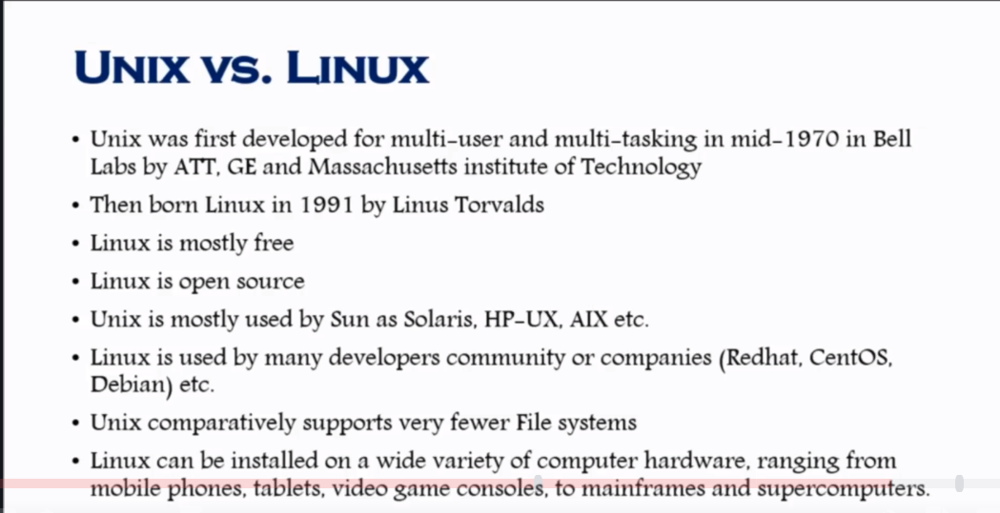 UNIX VS. LINUX
• Unix was first developed for multi-user and multi-tasking in mid-1970 in Bell
Labs by ATT, GE and Massachusetts institute of Technology
• Then born Linux in 1991 by Linus Torvalds
• Linux is mostly free
• Linux is open source
• Unix is mostly used by Sun as Solaris, HP-UX, AIX etc.
• Linux is used by many developers community or companies (Redhat, CentOS,
Debian) etc.
• Unix comparatively supports very fewer File systems
• Linux can be installed on a wide variety of computer hardware, ranging from
mobile phones, tablets, video game consoles, to mainframes and supercomputers.